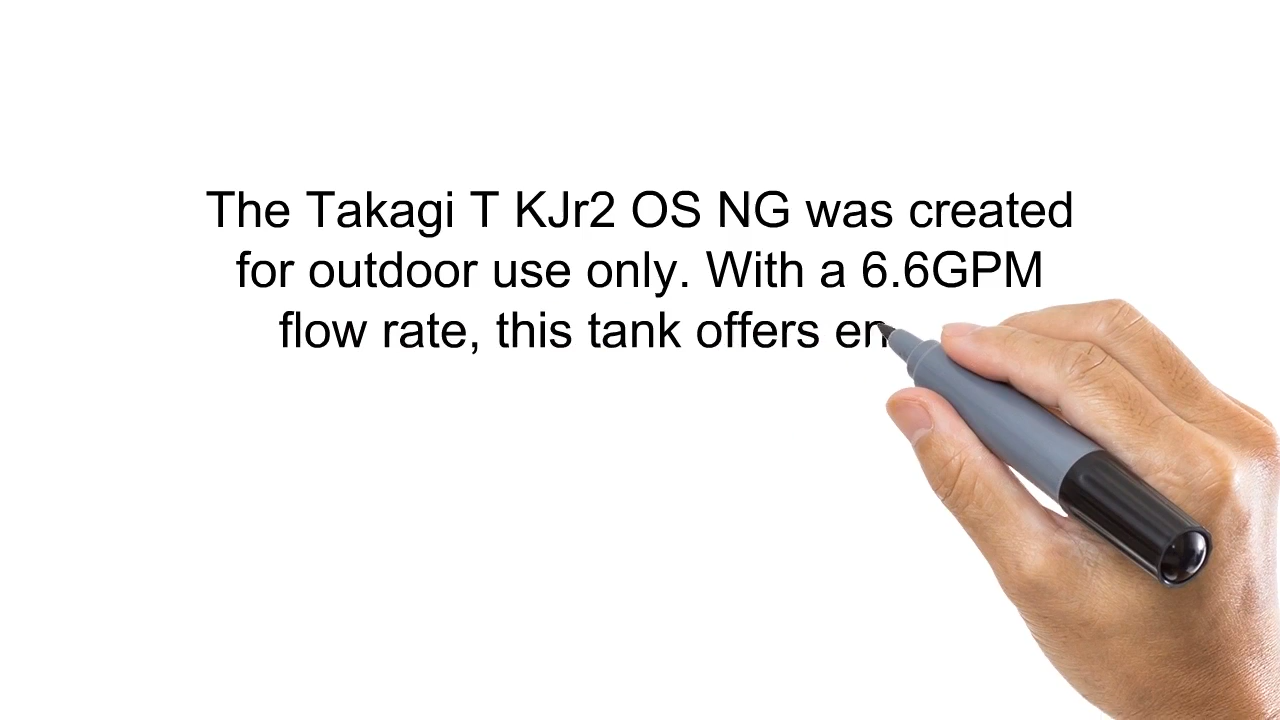 The Takagi T KJr2 OS NG was created
for outdoor use only. With a 6.6GPM
flow rate, this tank offers en